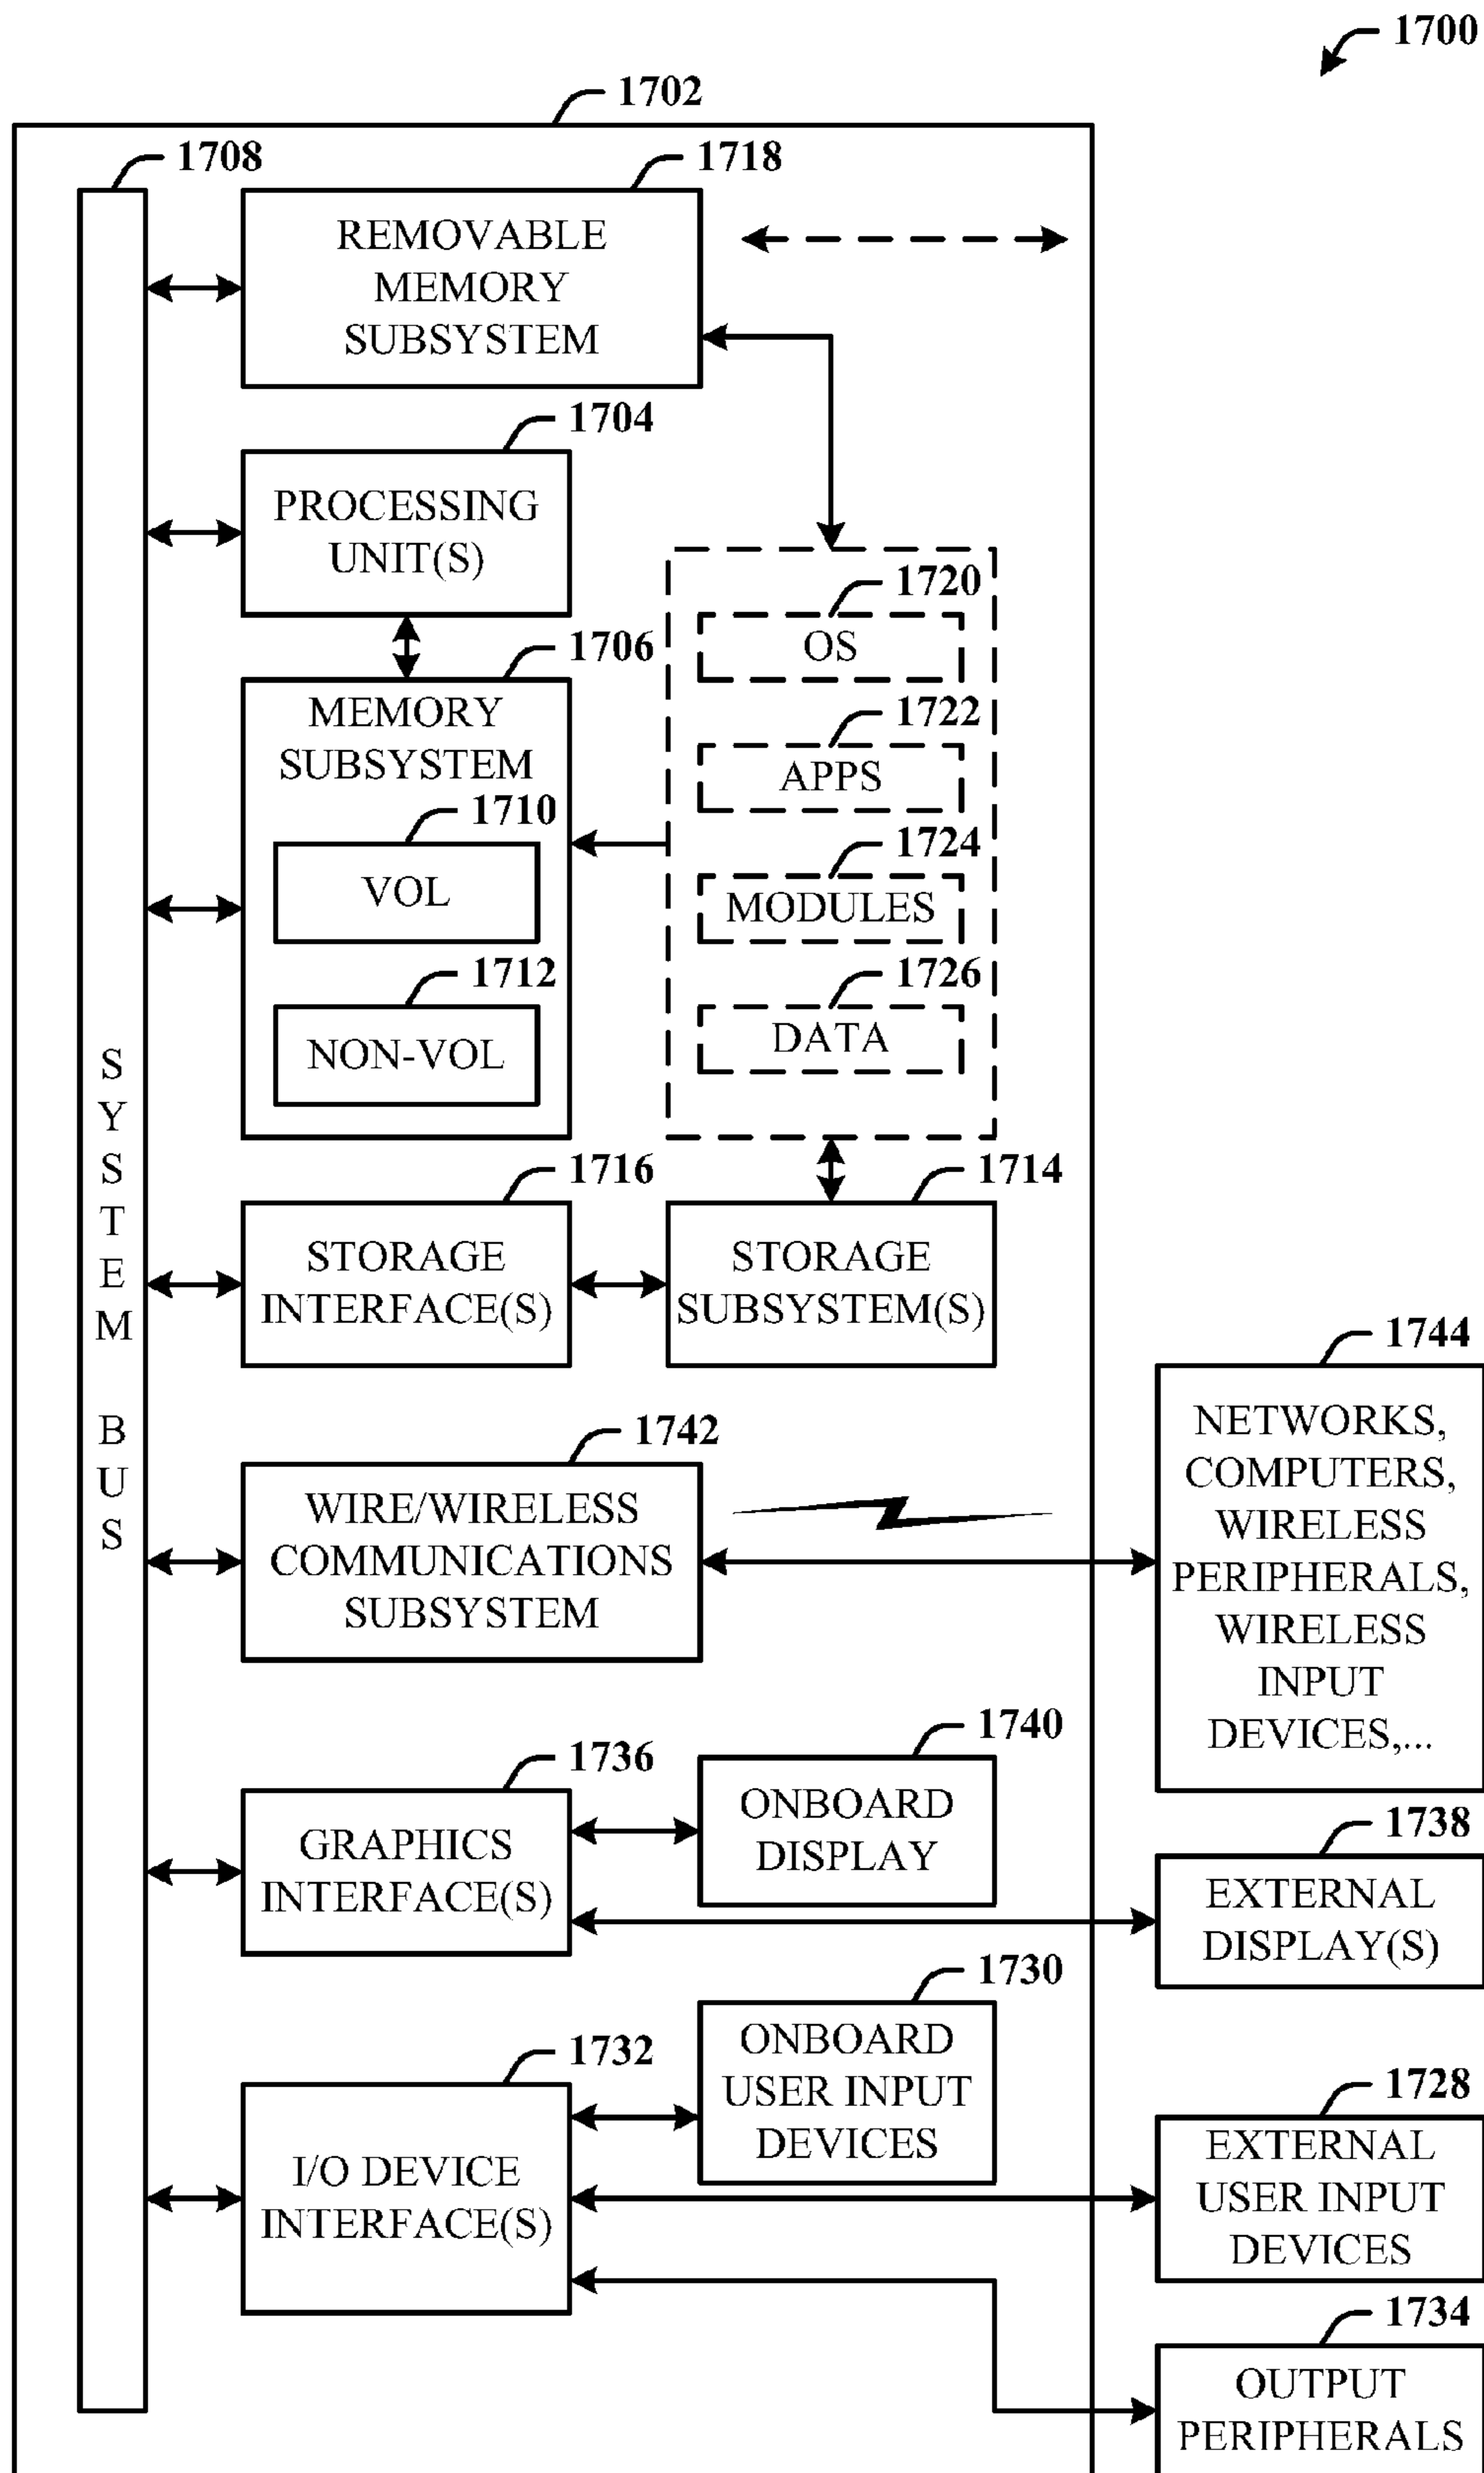 1700
1702
1708
1718
REMOVABLE
MEMORY
SUBSYSTEM
1704
PROCESSING
UNIT(S)
1706
MEMORY
SUBSYSTEM
1710
VOL
1712
NON-VOL
1720
OS
1722
APPS
1724
MODULES
1726
DATA
SYSTEM BUS
1716
STORAGE
INTERFACE(S)
1714
STORAGE
SUBSYSTEM(S)
1742
WIRE/WIRELESS
COMMUNICATIONS
SUBSYSTEM
1744
NETWORKS,
COMPUTERS,
WIRELESS
PERIPHERALS,
WIRELESS
INPUT
DEVICES,...
1736
GRAPHICS
INTERFACE(S)
1740
ONBOARD
DISPLAY
1738
EXTERNAL
DISPLAY(S)
1732
I/O DEVICE
INTERFACE(S)
1730
ONBOARD
USER INPUT
DEVICES
1728
EXTERNAL
USER INPUT
DEVICES
1734
OUTPUT
PERIPHERALS